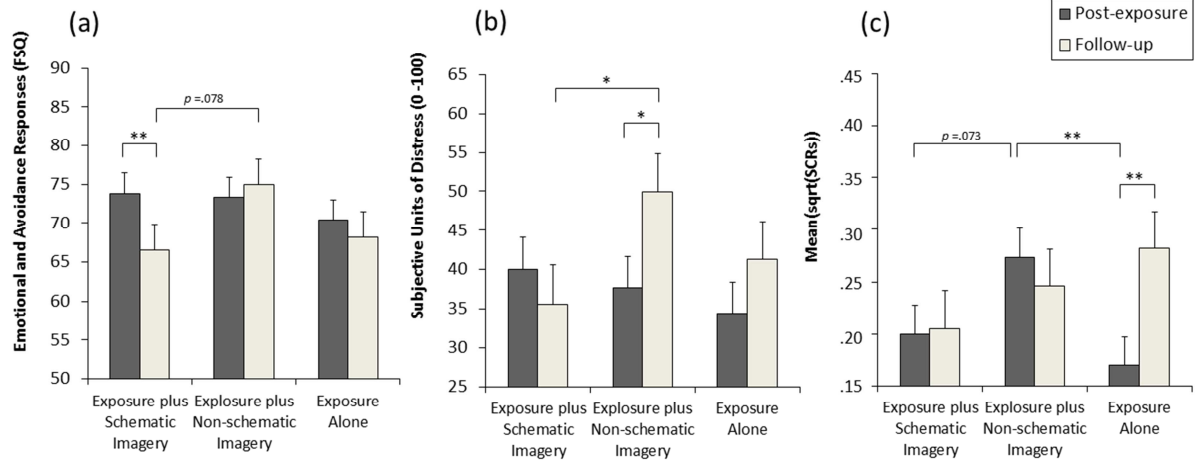 (a)
(b)
(c)
Post-exposure
Follow-up
Emotional and Avoidance Responses (FSQ)
90
85
80
75
70
65
60
55
50
**
p =.078
Exposure plus
Schematic
Imagery
Exposure plus
Non-schematic
Imagery
Exposure
Alone
Subjective Units of Distress (0 -100)
65
60
55
50
45
40
35
30
25
*
*
Exposure plus
Schematic
Imagery
Explosure plus
Non-schematic
Imagery
Exposure
Alone
Mean(sqrt(SCRs))
.45
.40
.35
.30
.25
.20
.15
p =.073
**
**
Exposure plus
Schematic
Imagery
Explosure plus
Non-schematic
Imagery
Exposure
Alone